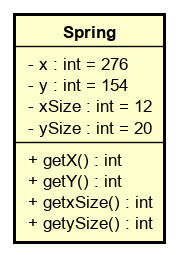 Spring
- x : int = 276
- y : int = 154
- xSize : int = 12
- ySize : int = 20
+ getX() : int
+ getY() : int
+ getxSize() : int
+ getySize() : int